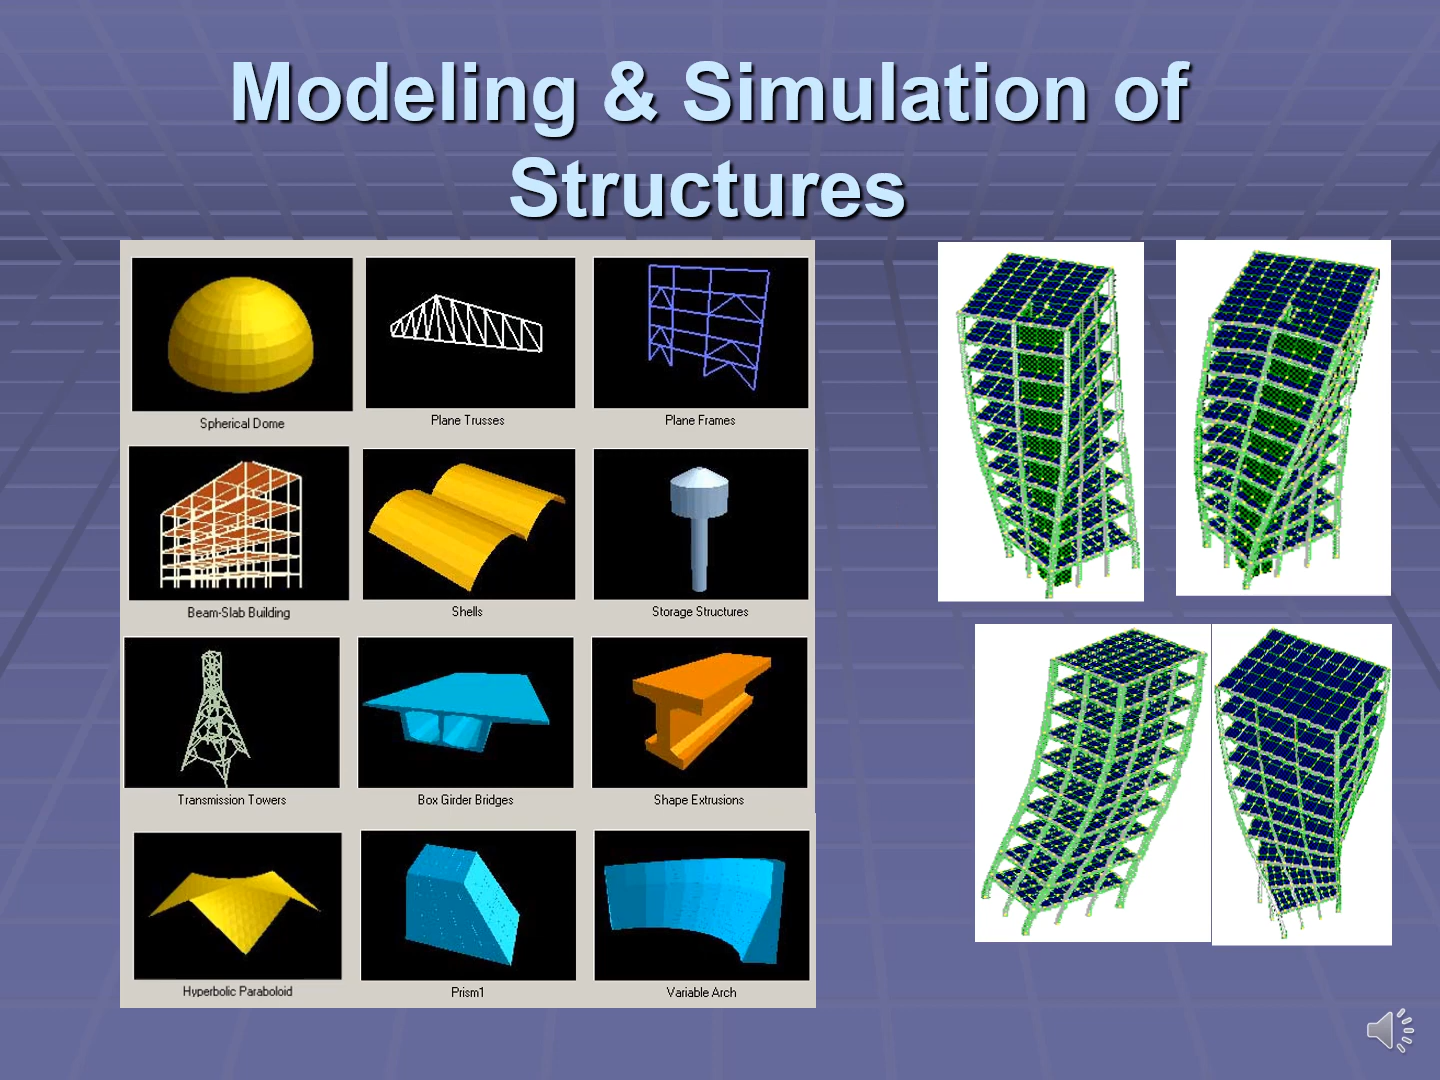 Modeling & Simulation of
Structures
Spherical Dome
Plane Trusses
Plane Frames
Beam-Slab Building
Shells
Storage Structures
Transmission Towers
Box Girder Bridges
Shape Extrusions
Hyperbolic Paraboloid
Prism1
Variable Arch